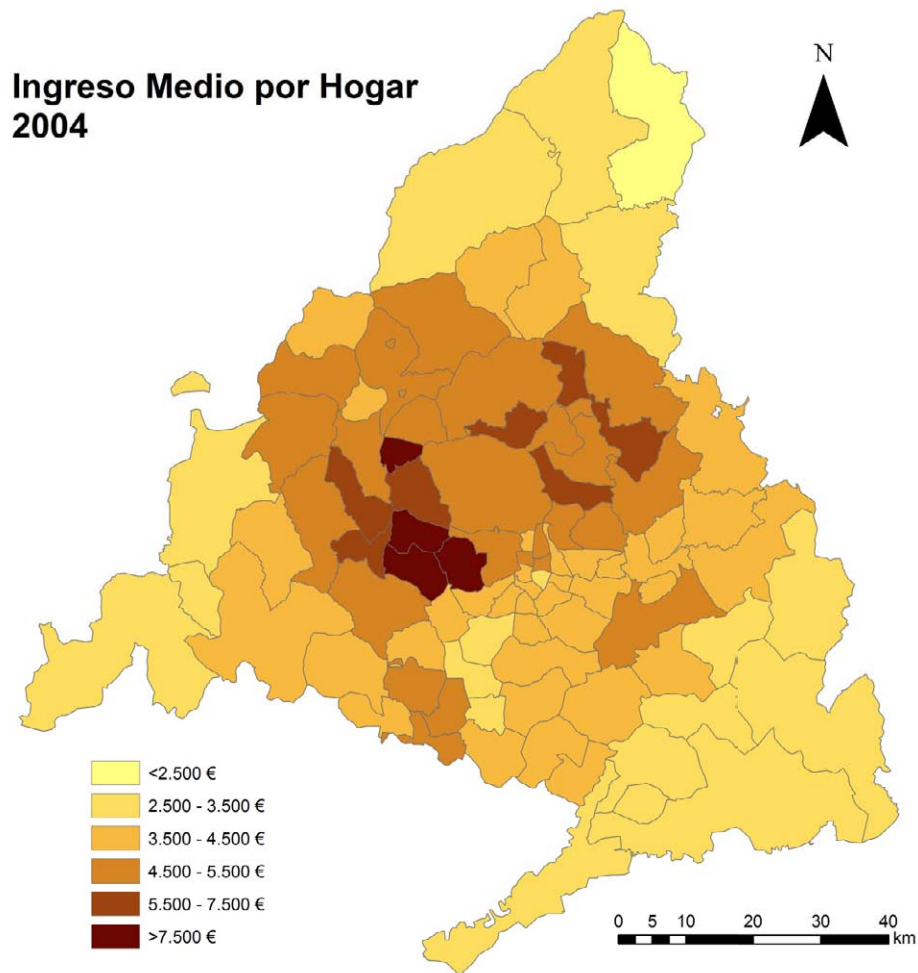 Ingreso Medio por Hogar
2004
N
<2.500 €
2.500 - 3.500 €
3.500 - 4.500 €
4.500 - 5.500 €
5.500 - 7.500 €
>7.500 €
0 5 10 20 30 40
km